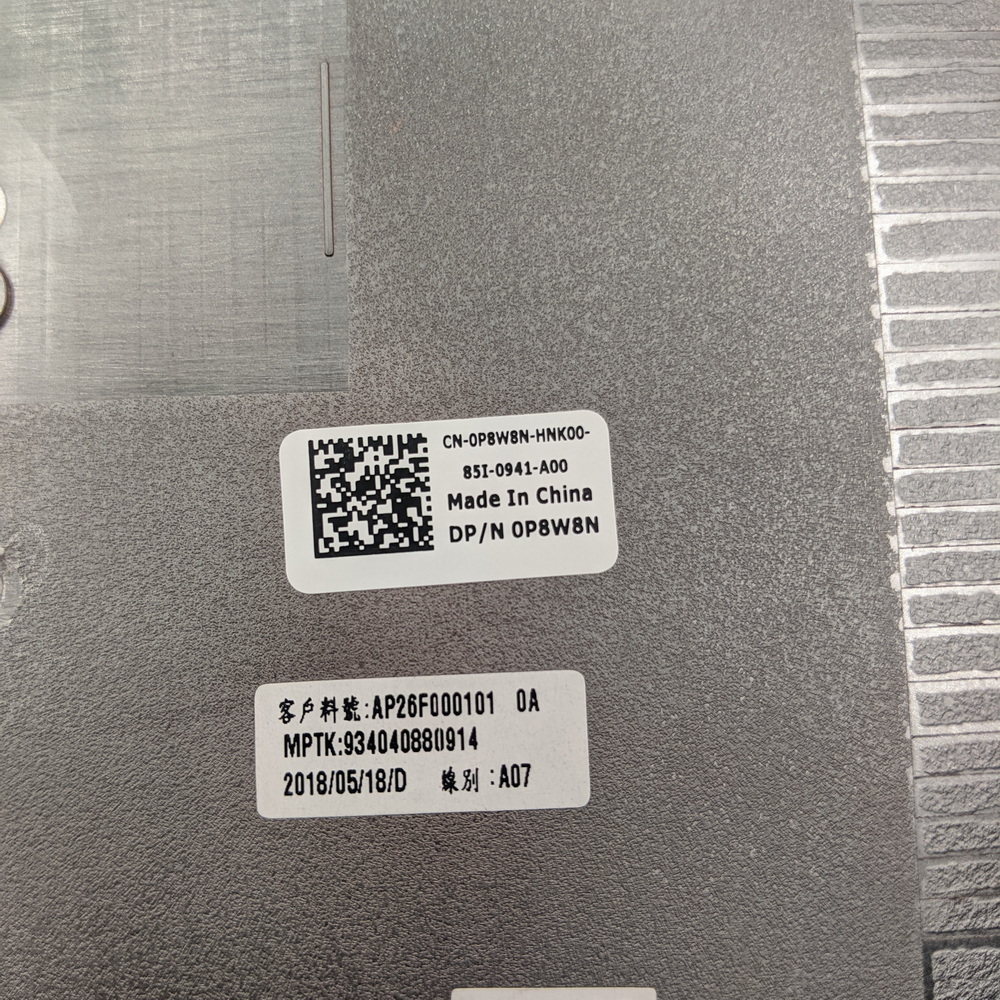 CN-0P8W8N-HNK00-
85I-0941-A00
Made In China
DP/N 0P8W8N
客戶料號:AP26F000101 0A
MPTK:934040880914
2018/05/18/D 線別:A07